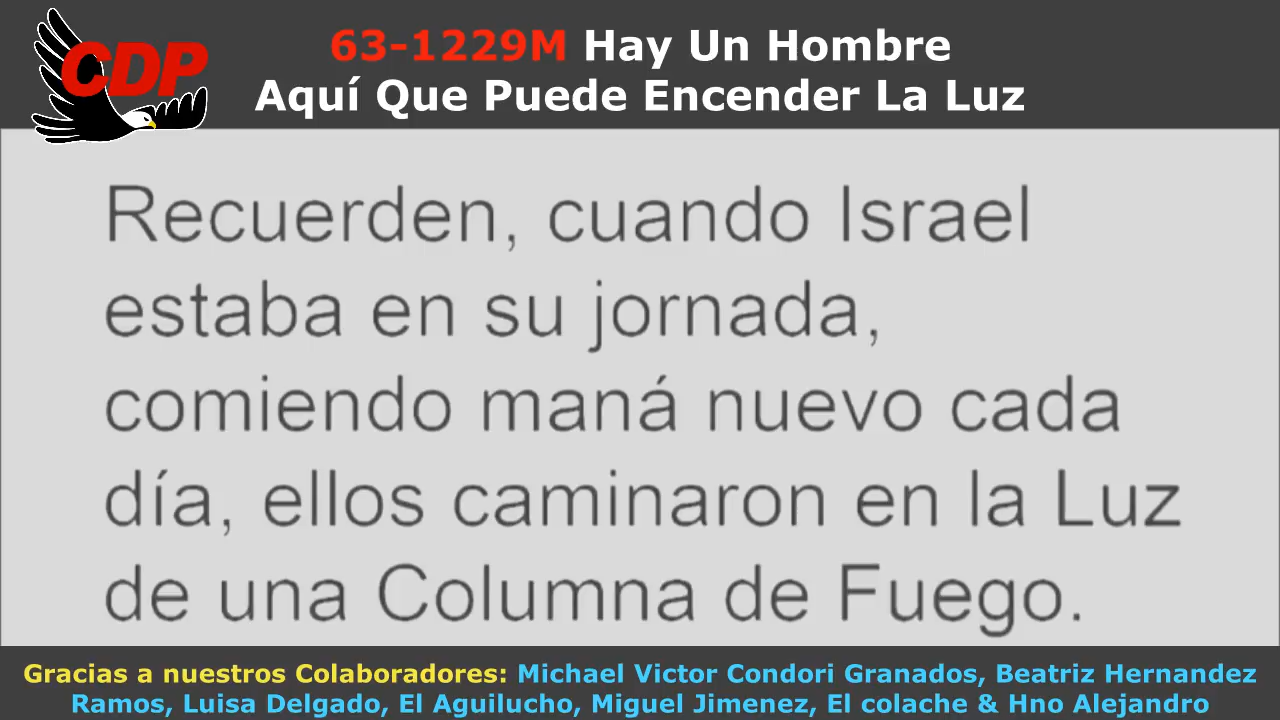 CDP
63-1229M Hay Un Hombre
Aquí Que Puede Encender La Luz
Recuerden, cuando Israel
estaba en su jornada,
comiendo maná nuevo cada
día, ellos caminaron en la Luz
de una Columna de Fuego.
Gracias a nuestros Colaboradores: Michael Victor Condori Granados, Beatriz Hernandez
Ramos, Luisa Delgado, El Aguilucho, Miguel Jimenez, El colache & Hno Alejandro